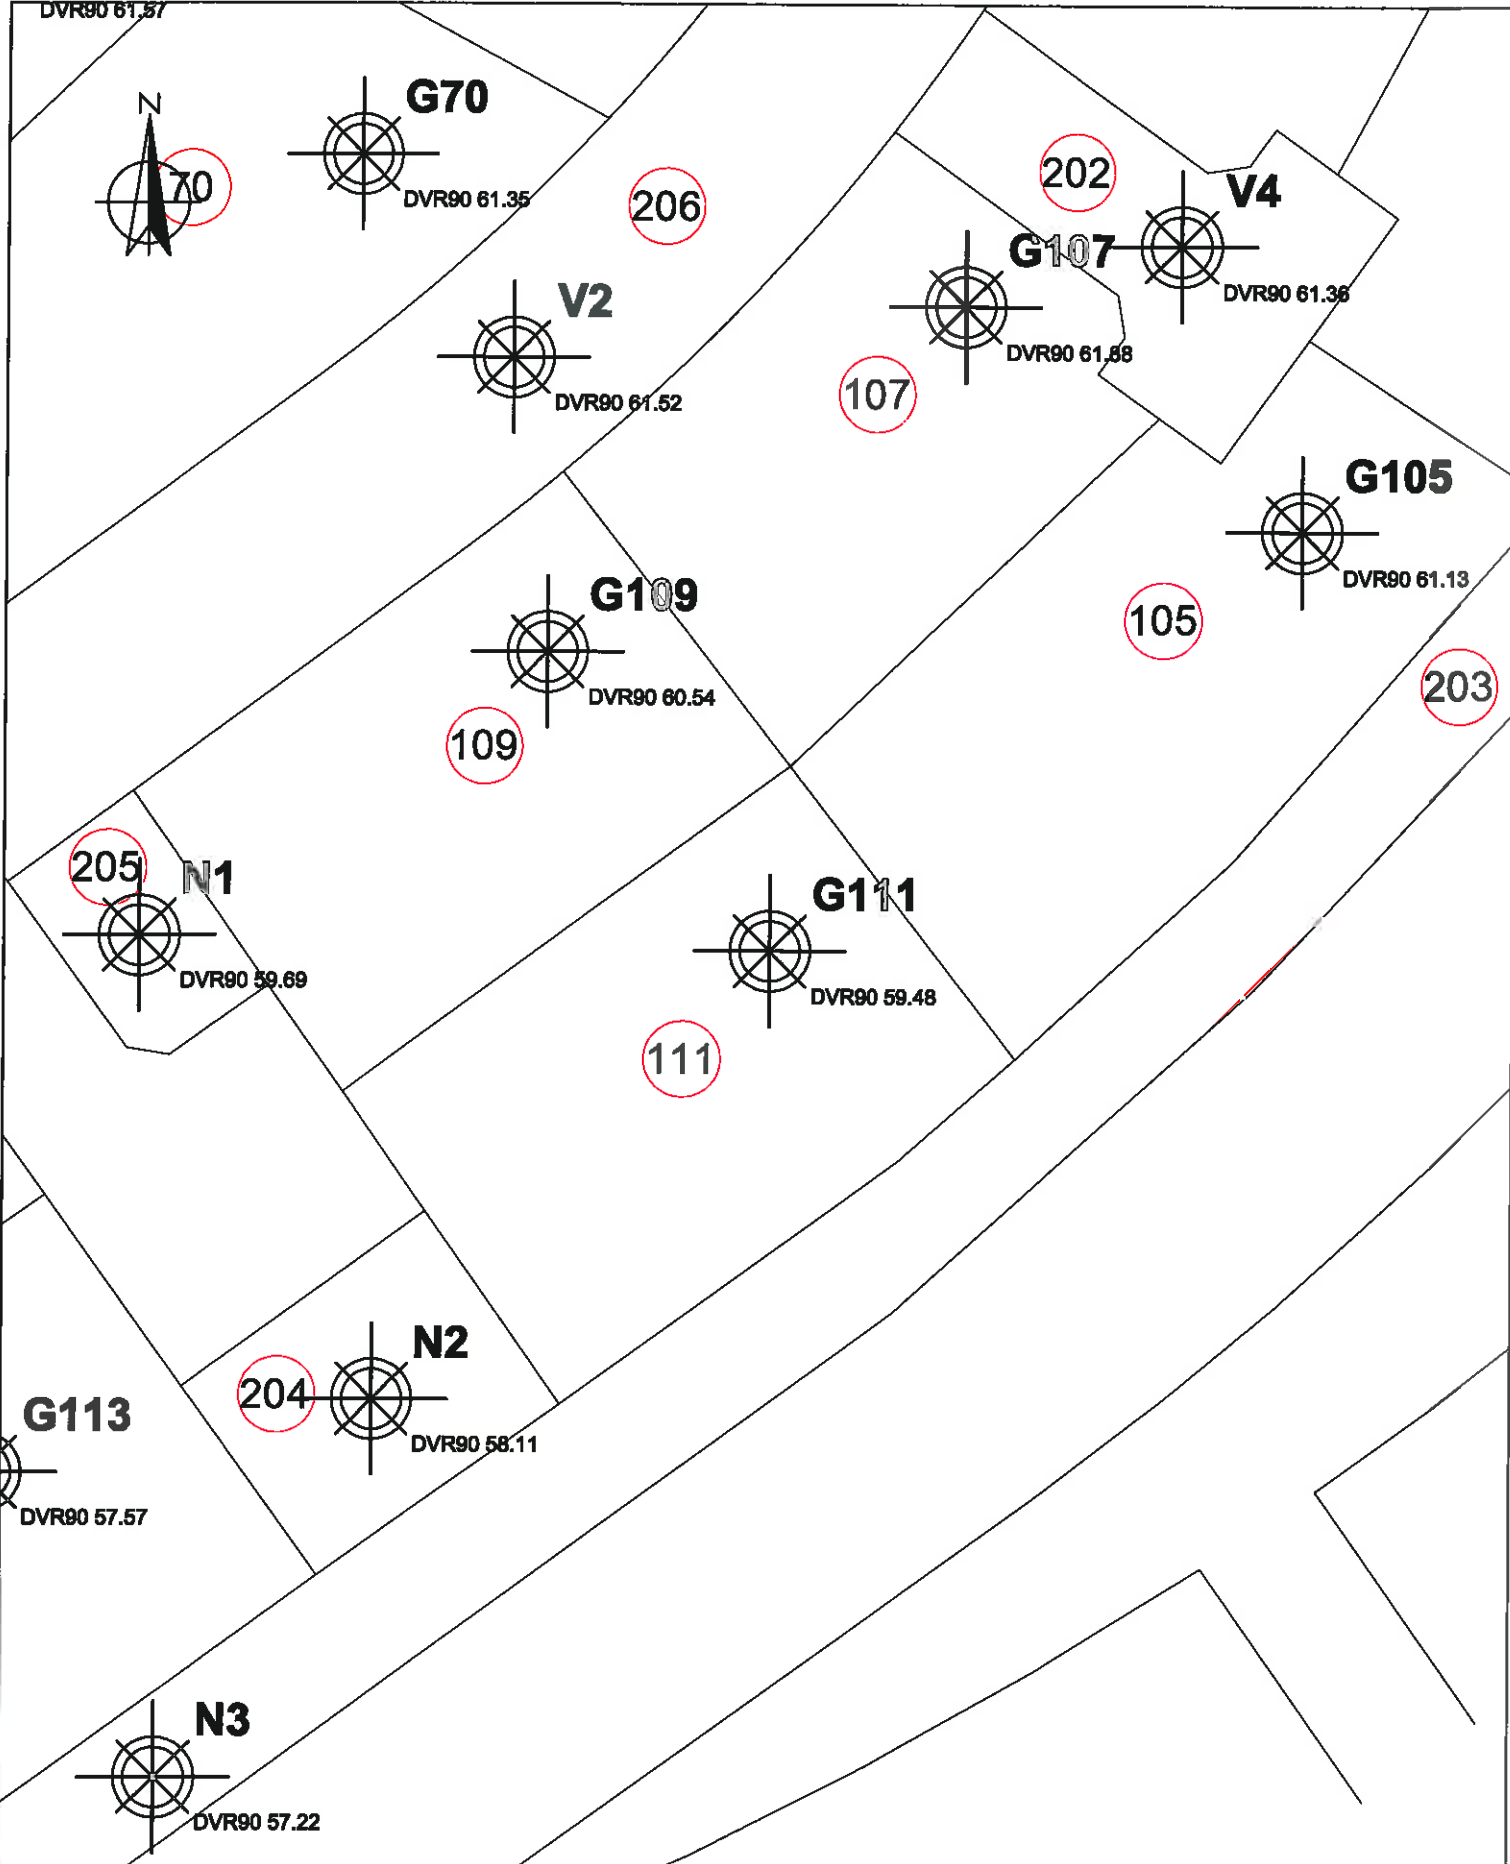 DVR90 61.57
N
70
G70
DVR90 61.35
206
202
V4
DVR90 61.36
G107
DVR90 61.88
107
V2
DVR90 61.52
G105
DVR90 61.13
105
203
G109
DVR90 60.54
109
205
N1
DVR90 59.69
G111
DVR90 59.48
111
N2
204
DVR90 58.11
G113
DVR90 57.57
N3
DVR90 57.22